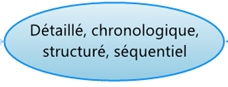 Détaillé, chronologique,
structuré, séquentiel